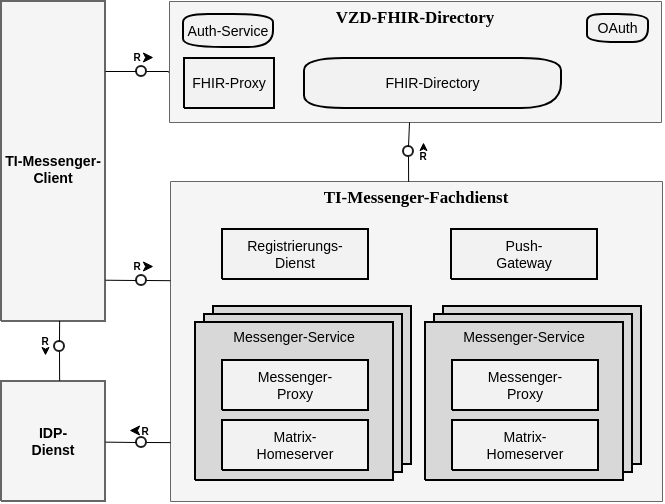 VZD-FHIR-Directory
Auth-Service
OAuth
R
FHIR-Proxy
FHIR-Directory
TI-Messenger-
Client
R
TI-Messenger-Fachdienst
Registrierungs-
Dienst
Push-
Gateway
R
Messenger-Service
Messenger-
Proxy
Matrix-
Homeserver
Messenger-Service
Messenger-
Proxy
Matrix-
Homeserver
R
IDP-
Dienst
R